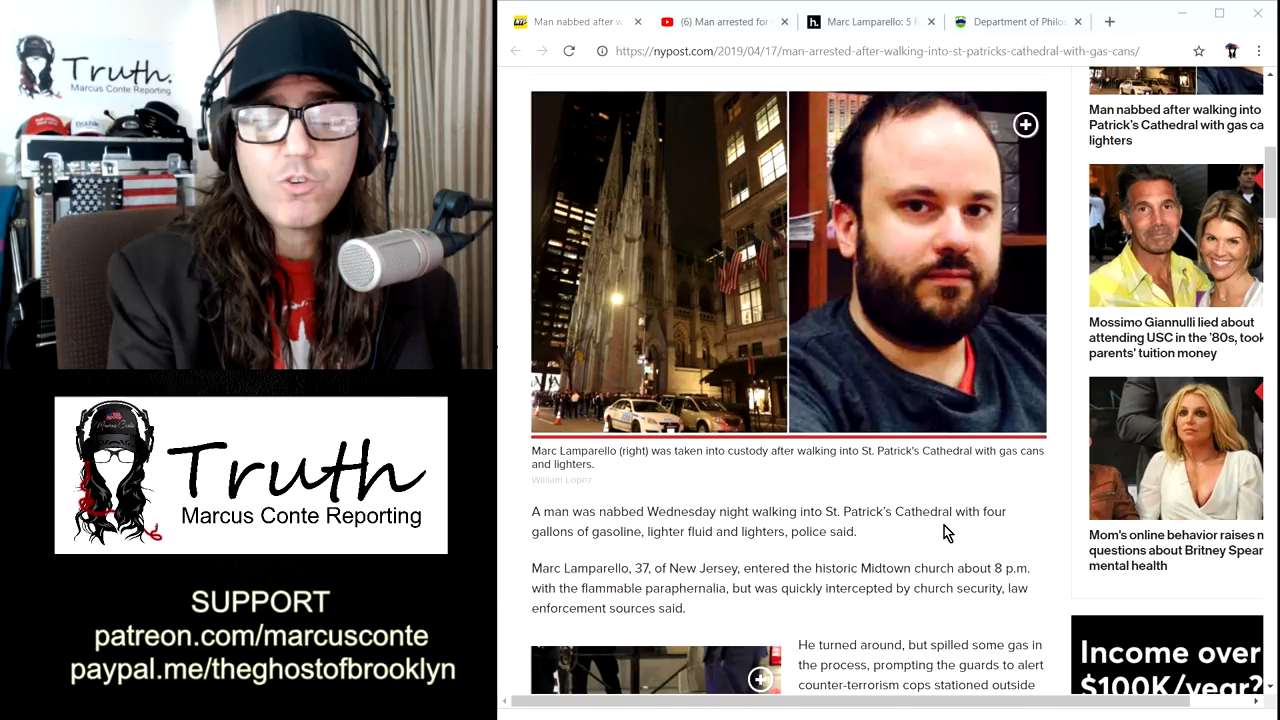 Truth.
Marcus Conte Reporting
Truth
Marcus Conte Reporting
SUPPORT
patreon.com/marcusconte
paypal.me/theghostofbrooklyn
Man nabbed after w
(6) Man arrested for
Marc Lamparello: 5 F
Department of Philos
https://nypost.com/2019/04/17/man-arrested-after-walking-into-st-patricks-cathedral-with-gas-cans/
Marc Lamparello (right) was taken into custody after walking into St. Patrick's Cathedral with gas cans
and lighters.
William Lopez
A man was nabbed Wednesday night walking into St. Patrick's Cathedral with four
gallons of gasoline, lighter fluid and lighters, police said.
Marc Lamparello, 37, of New Jersey, entered the historic Midtown church about 8 p.m.
with the flammable paraphernalia, but was quickly intercepted by church security, law
enforcement sources said.
He turned around, but spilled some gas in
the process, prompting the guards to alert
counter-terrorism cops stationed outside
Man nabbed after walking into
Patrick's Cathedral with gas ca
lighters
Mossimo Giannulli lied about
attending USC in the '80s, took
parents' tuition money
Mom's online behavior raises n
questions about Britney Spear
mental health
Income over
$100K/year?